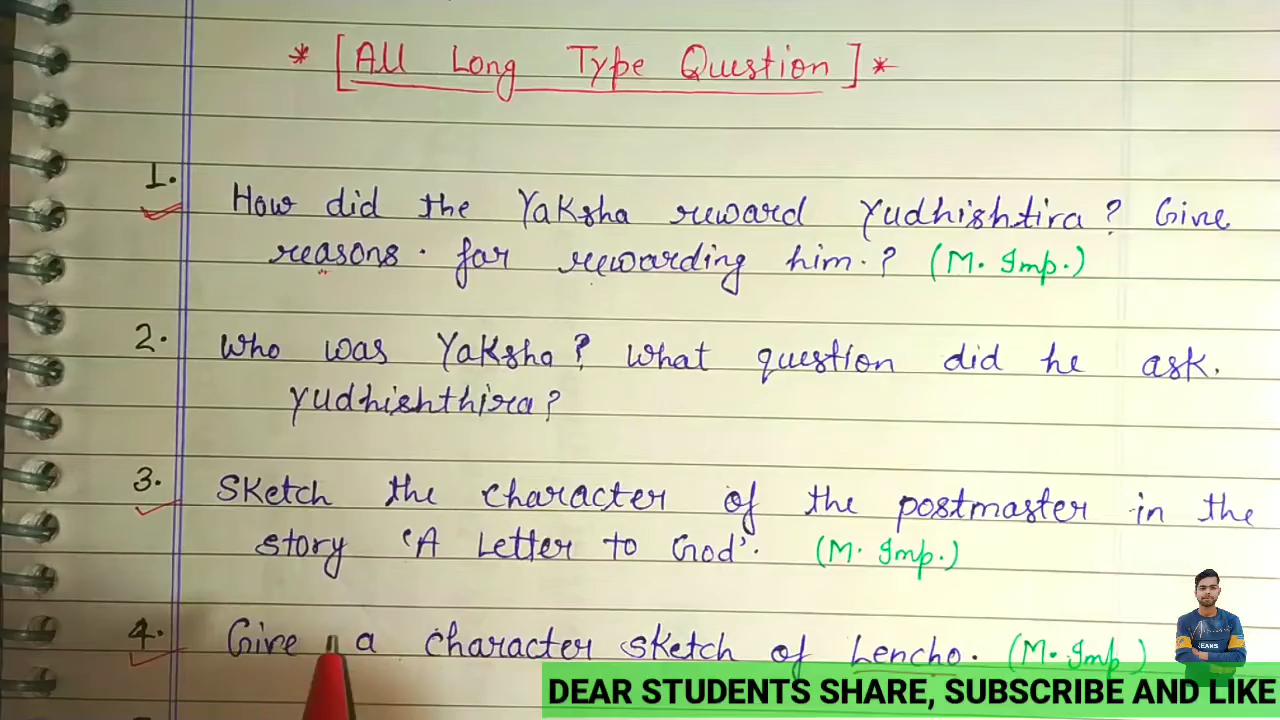 * [All Long Type Question] *
1. How did the Yaksha reward Yudhishtira? Give
reasons. for rewarding him.? (M. Imp.)
2. Who was Yaksha? What question did he ask.
Yudhishthira?
3. Sketch the character of the postmaster in the
story 'A Letter to God'. (M. Imp.)
4. Give a character sketch of Lencho. (M. Imp)
DEAR STUDENTS SHARE, SUBSCRIBE AND LIKE